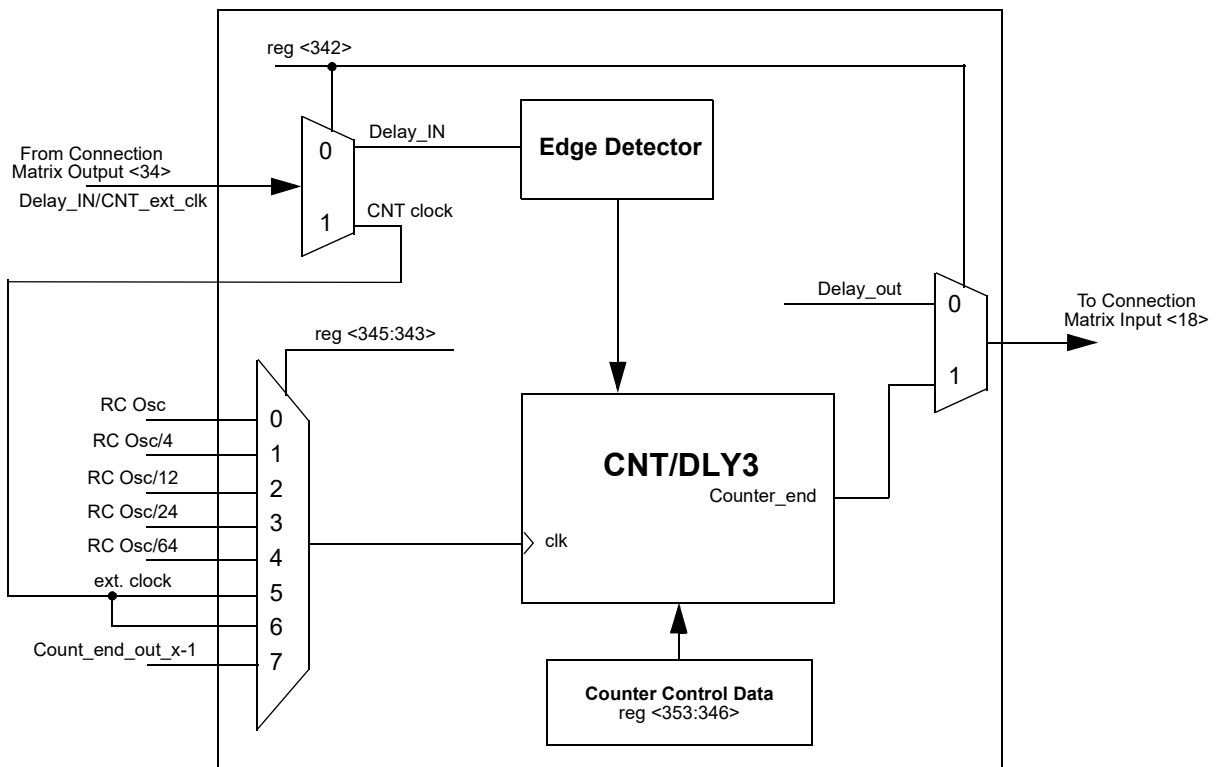 reg <342>
From Connection
Matrix Output <34>
Delay_IN/CNT_ext_clk
0
1
Delay_IN
CNT clock
Edge Detector
Delay_out
0
1
To Connection
Matrix Input <18>
reg <345:343>
RC Osc
RC Osc/4
RC Osc/12
RC Osc/24
RC Osc/64
ext. clock
Count_end_out_x-1
0
1
2
3
4
5
6
7
CNT/DLY3
Counter_end
clk
Counter Control Data
reg <353:346>